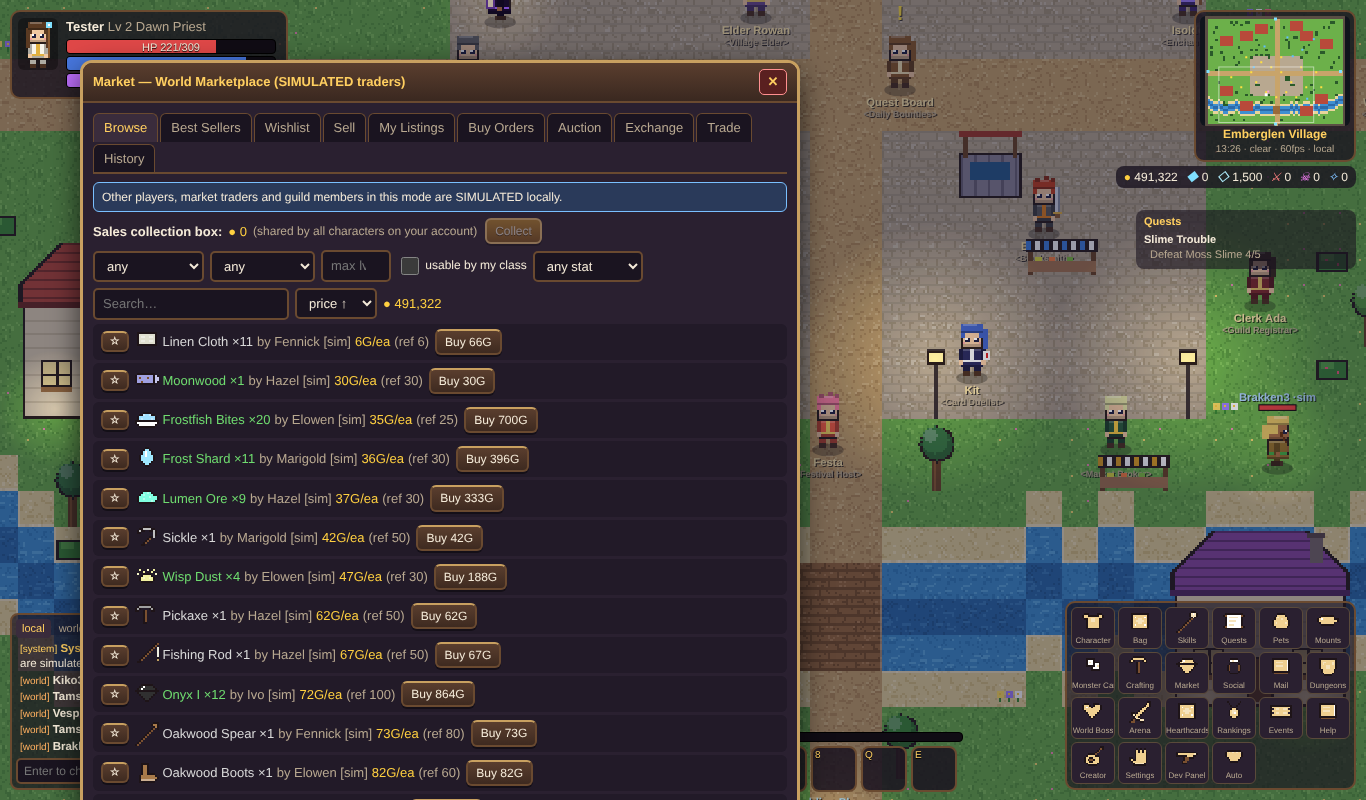 Tester Lv 2 Dawn Priest
HP 221/309
Market — World Marketplace (SIMULATED traders)
✕
Browse
Best Sellers
Wishlist
Sell
My Listings
Buy Orders
Auction
Exchange
Trade
History
Other players, market traders and guild members in this mode are SIMULATED locally.
Sales collection box: 0 (shared by all characters on your account) Collect
any
any
max lv
usable by my class
any stat
Search…
price ↑
491,322
Linen Cloth ×11 by Fennick [sim] 6G/ea (ref 6) Buy 66G
Moonwood ×1 by Hazel [sim] 30G/ea (ref 30) Buy 30G
Frostfish Bites ×20 by Elowen [sim] 35G/ea (ref 25) Buy 700G
Frost Shard ×11 by Marigold [sim] 36G/ea (ref 30) Buy 396G
Lumen Ore ×9 by Hazel [sim] 37G/ea (ref 30) Buy 333G
Sickle ×1 by Marigold [sim] 42G/ea (ref 50) Buy 42G
Wisp Dust ×4 by Elowen [sim] 47G/ea (ref 30) Buy 188G
Pickaxe ×1 by Hazel [sim] 62G/ea (ref 50) Buy 62G
Fishing Rod ×1 by Hazel [sim] 67G/ea (ref 50) Buy 67G
Onyx I ×12 by Ivo [sim] 72G/ea (ref 100) Buy 864G
Oakwood Spear ×1 by Fennick [sim] 73G/ea (ref 80) Buy 73G
Oakwood Boots ×1 by Elowen [sim] 82G/ea (ref 60) Buy 82G
Elder Rowan
<Village Elder>
!
Quest Board
<Daily Bounties>
Kit
<Card Duelist>
Festa
Festival Host>
Clerk Ada
<Guild Registrar>
Brakken3 ·sim
Emberglen Village
13:26 · clear · 60fps · local
491,322 0 1,500 0 0 0
Quests
Slime Trouble
Defeat Moss Slime 4/5
local
[system]
are simulate
[world] Kiko
[world] Tams
[world] Vesp
[world] Tams
[world]
Enter to
8
Q
E
Character
Bag
Skills
Quests
Pets
Mounts
Monster Ca
Crafting
Market
Social
Mail
Dungeons
World Boss
Arena
Hearthcards
Rankings
Events
Help
Creator
Settings
Dev Panel
Auto